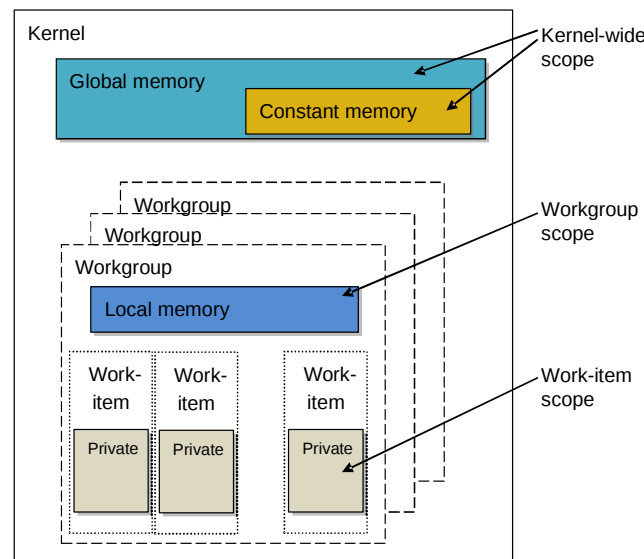 Kernel
Kernel-wide
scope
Global memory
Constant memory
Workgroup
Workgroup
Workgroup
Workgroup
scope
Local memory
Work-
item
Work-
item
Work-
item
Work-item
scope
Private
Private
Private